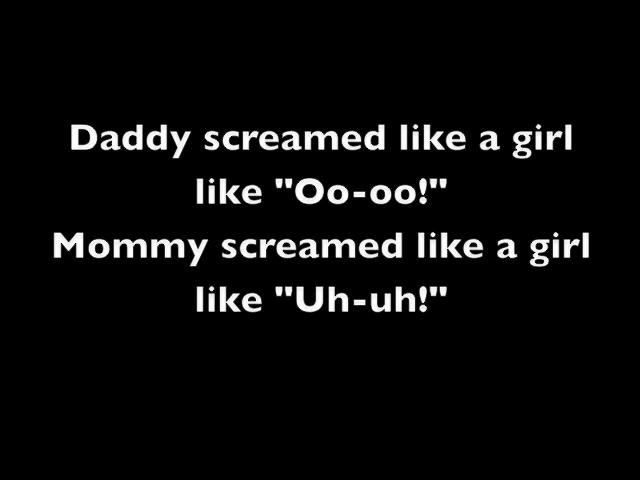 Daddy screamed like a girl
like "Oo-oo!"
Mommy screamed like a girl
like "Uh-uh!"